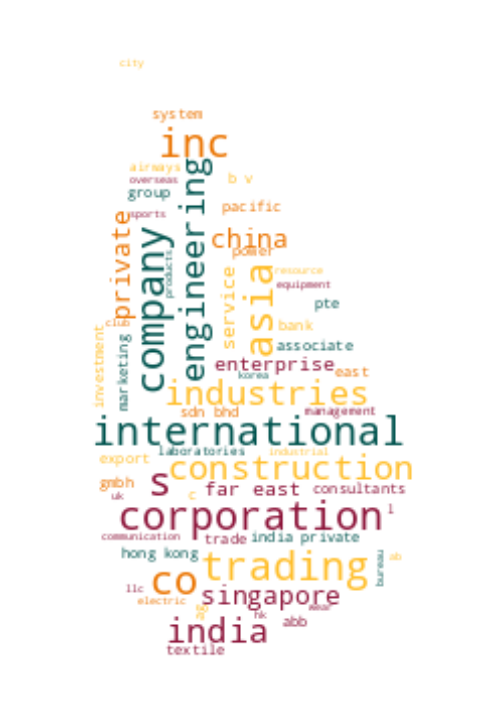 city
system
inc
airways
overseas
b v
group
engineering
pacific
sports
private
china
company
power
products
asia
resource
service
equipment
pte
club
bank
investment
marketing
associate
enterprise
korea
east
industries
sdn bhd
management
international
laboratories
industrial
export
construction
gmbh
s
far east
consultants
uk
c
corporation
l
communication
trade
india private
hong kong
trading
bureau
ab
co
llc
singapore
electric
ag
wear
hk
india
abb
textile